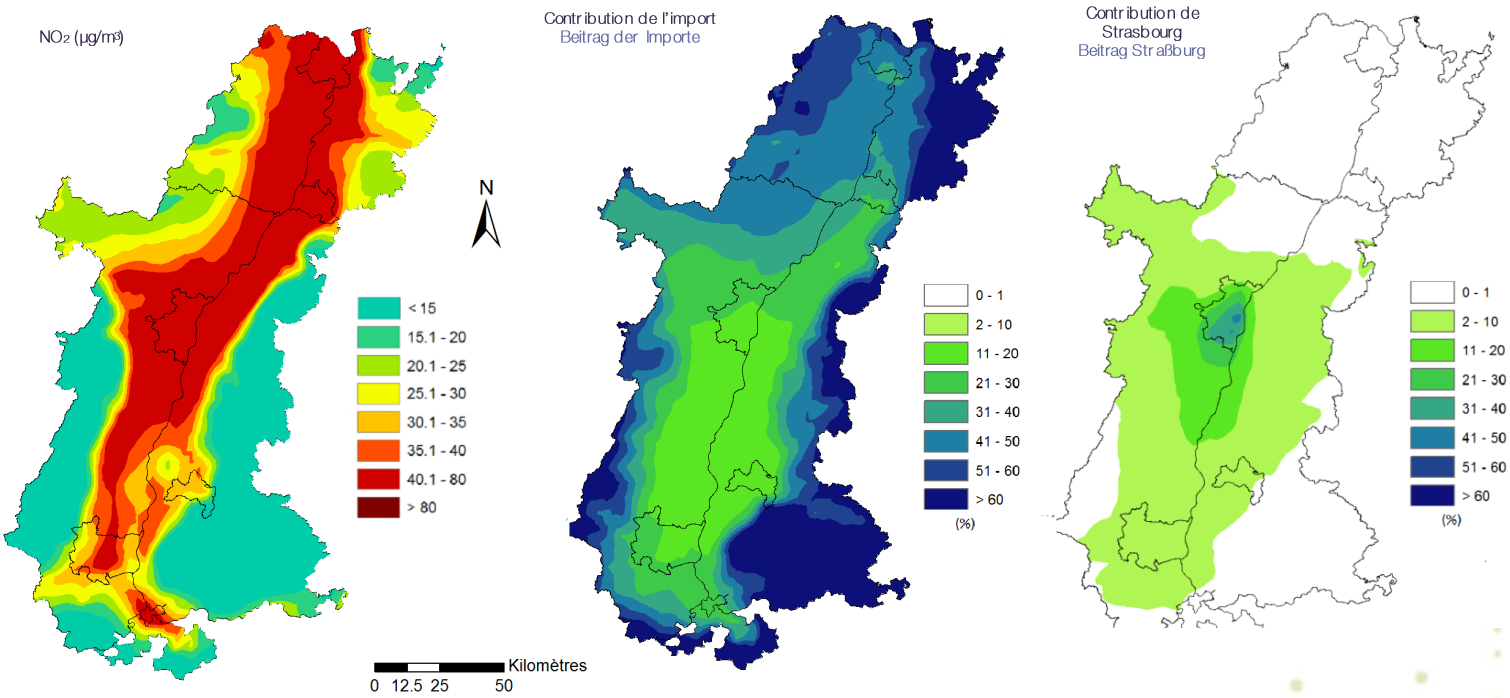 NO₂ (µg/m³)
N
< 15
15.1 - 20
20.1 - 25
25.1 - 30
30.1 - 35
35.1 - 40
40.1 - 80
> 80
Kilomètres
0 12.5 25 50
Contribution de l'import
Beitrag der Importe
0 - 1
2 - 10
11 - 20
21 - 30
31 - 40
41 - 50
51 - 60
> 60
(%)
Contribution de
Strasbourg
Beitrag Straßburg
0 - 1
2 - 10
11 - 20
21 - 30
31 - 40
41 - 50
51 - 60
> 60
(%)